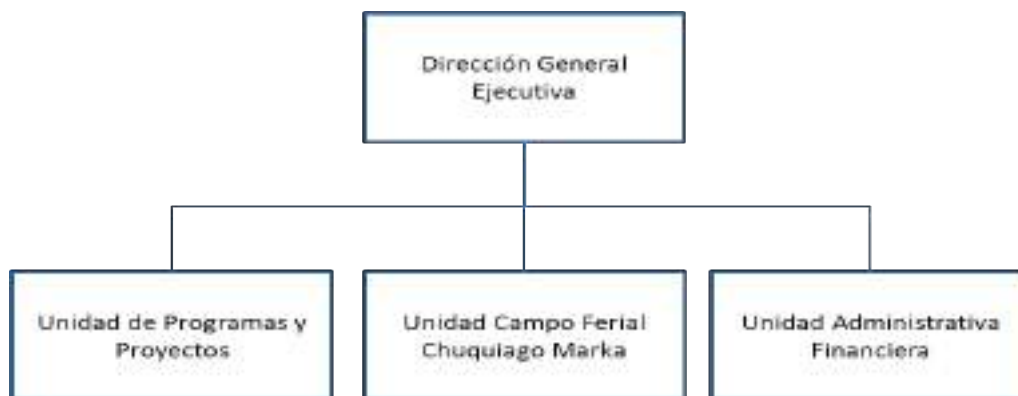 Dirección General
Ejecutiva
Unidad de Programas y
Proyectos
Unidad Campo Ferial
Chuquiago Marka
Unidad Administrativa
Financiera